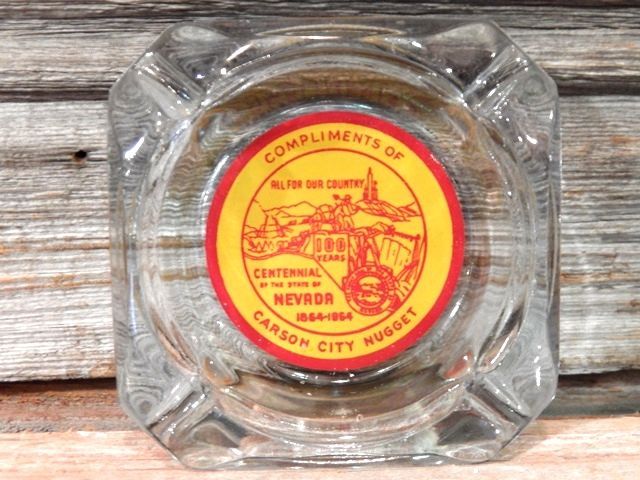 COMPLIMENTS OF
ALL FOR OUR COUNTRY
100
YEARS
CENTENNIAL
OF THE STATE OF
NEVADA
1864-1964
CARSON CITY NUGGET